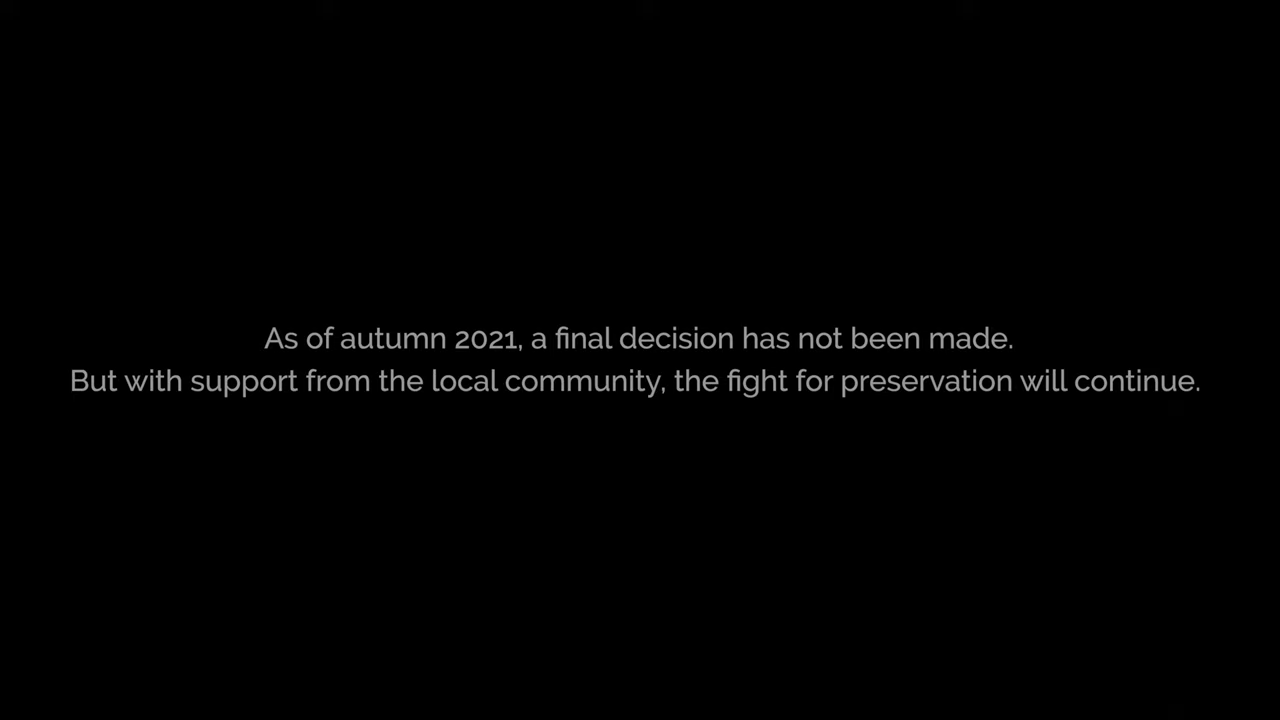 As of autumn 2021, a final decision has not been made.
But with support from the local community, the fight for preservation will continue.